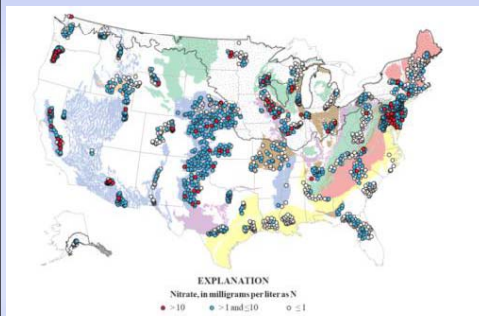 EXPLANATION
Nitrate, in milligrams per liter as N
>10 >1 and ≤10 ≤1